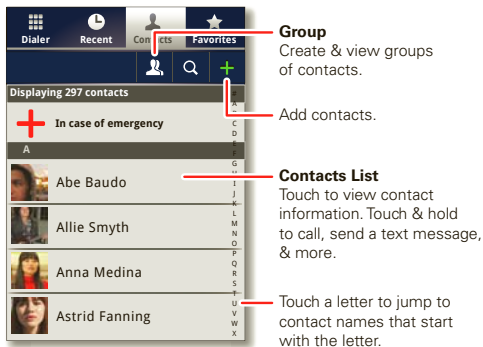 Dialer Recent Contacts Favorites
Displaying 297 contacts
In case of emergency
A
Abe Baudo
Allie Smyth
Anna Medina
Astrid Fanning
#
A
C
D
E
F
G
I
J
K
L
M
N
O
P
Q
R
S
T
U
V
W
X
Group
Create & view groups
of contacts.
Add contacts.
Contacts List
Touch to view contact
information. Touch & hold
to call, send a text message,
& more.
Touch a letter to jump to
contact names that start
with the letter.